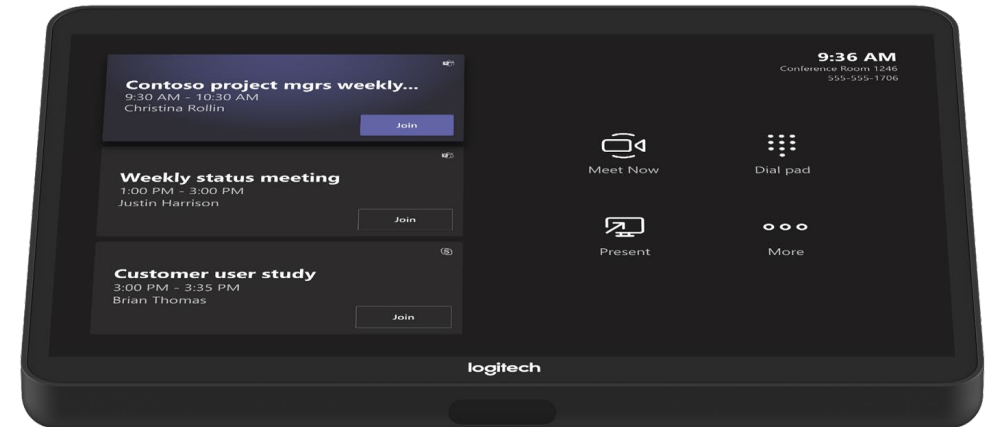 Contoso project mgrs weekly...
9:30 AM - 10:30 AM
Christina Rollin
Join
Weekly status meeting
1:00 PM - 3:00 PM
Justin Harrison
Join
Customer user study
3:00 PM - 3:35 PM
Brian Thomas
Join
9:36 AM
Conference Room 1246
555-555-1706
Meet Now
Dial pad
Present
More
logitech